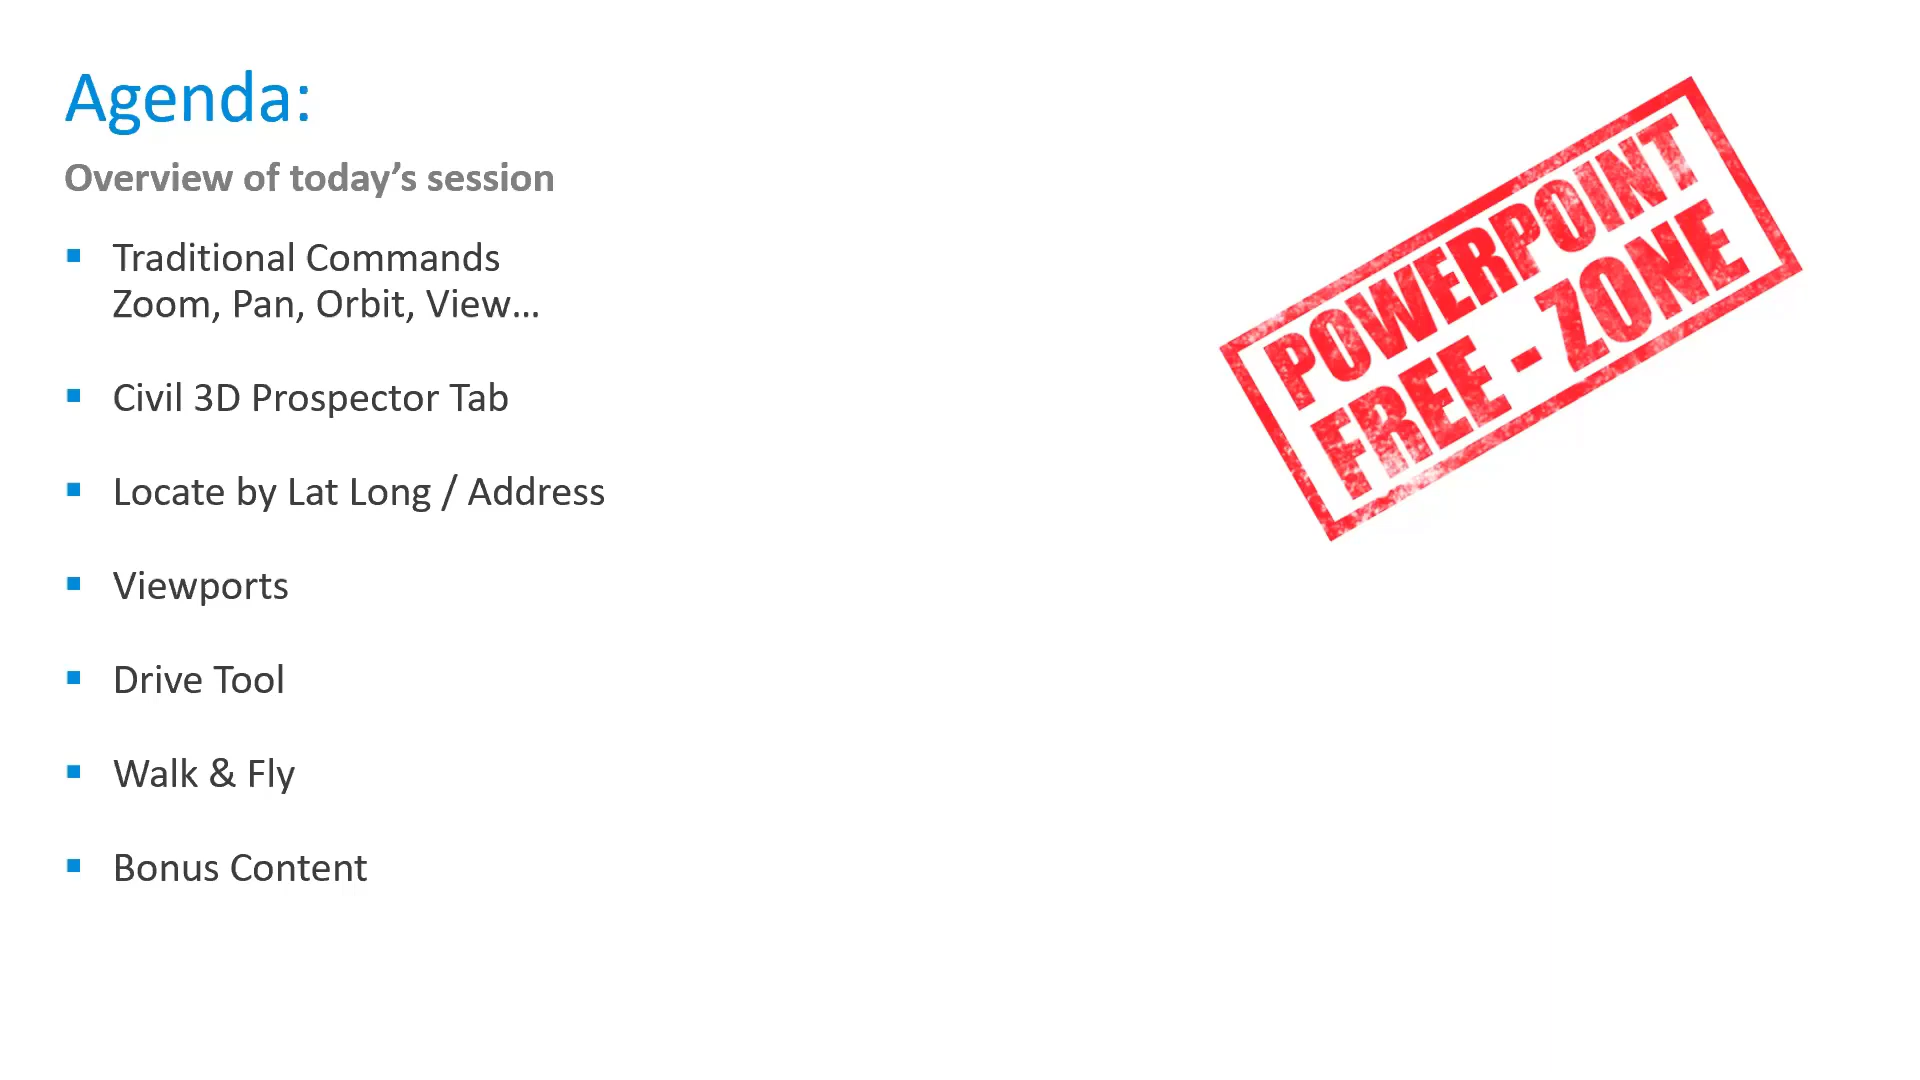 Agenda:
Overview of today’s session
Traditional Commands
Zoom, Pan, Orbit, View...
Civil 3D Prospector Tab
Locate by Lat Long / Address
Viewports
Drive Tool
Walk & Fly
Bonus Content
POWERPOINT
FREE - ZONE